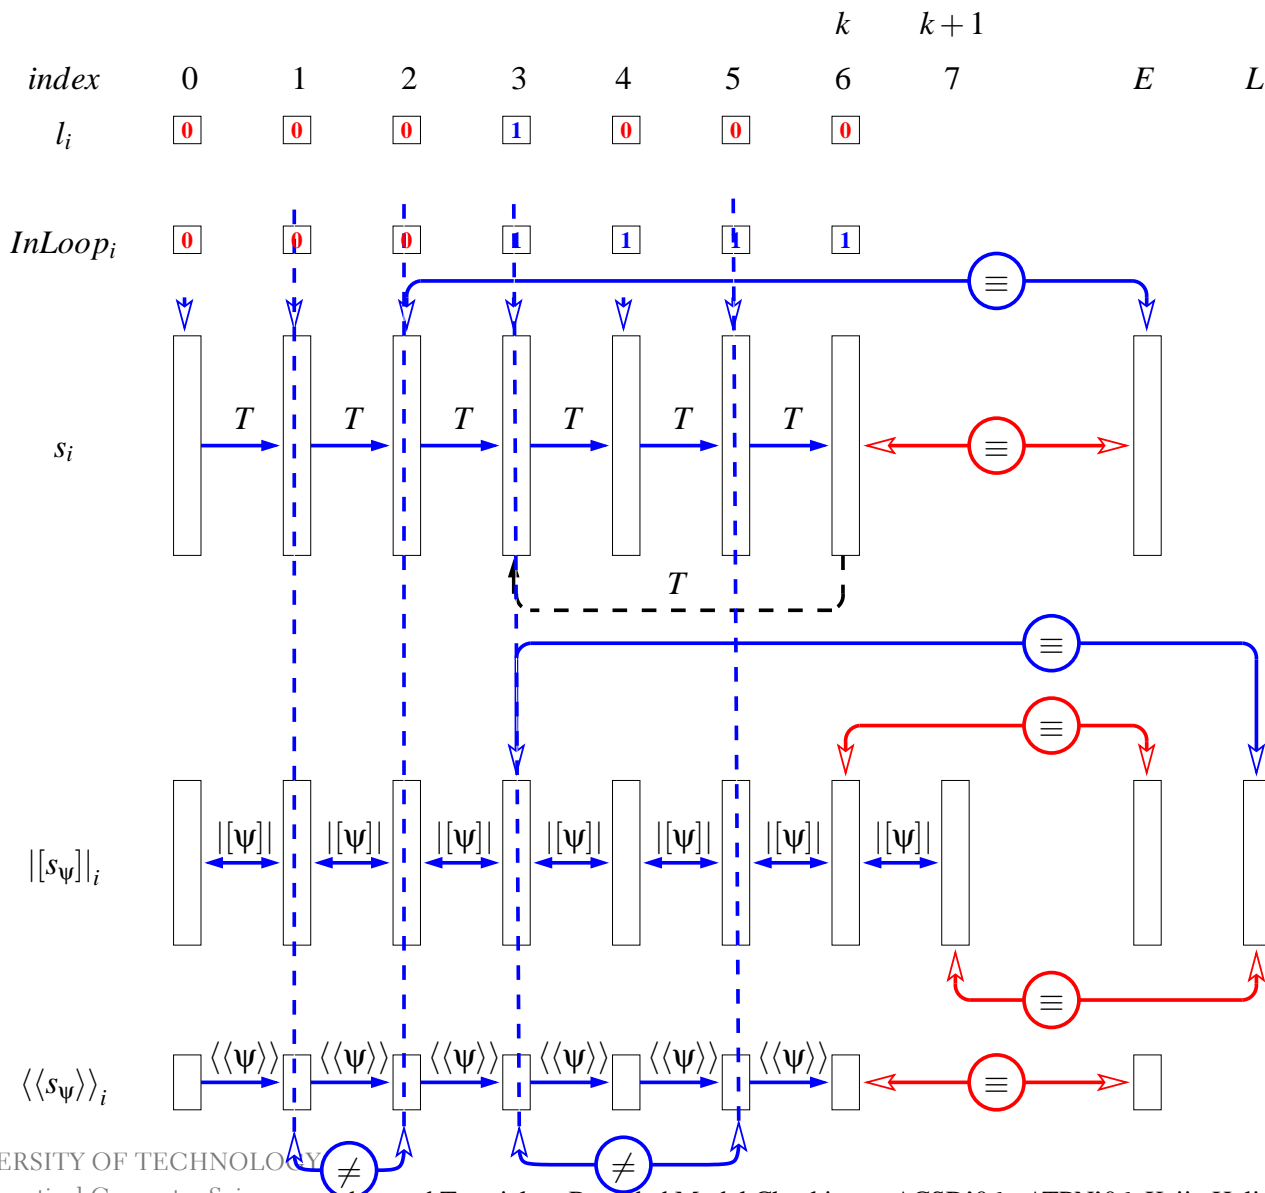 k k+1
index 0 1 2 3 4 5 6 7 E L
l_i 0 0 0 1 0 0 0
InLoop_i 0 0 0 1 1 1 1
≡
T T T T T T
s_i ≡
T
≡
≡
|[ψ]| |[ψ]| |[ψ]| |[ψ]| |[ψ]| |[ψ]| |[ψ]|
|[s_ψ]|_i
≡
⟨⟨ψ⟩⟩ ⟨⟨ψ⟩⟩ ⟨⟨ψ⟩⟩ ⟨⟨ψ⟩⟩ ⟨⟨ψ⟩⟩ ⟨⟨ψ⟩⟩
⟨⟨s_ψ⟩⟩_i ≡
ERSITY OF TECHNOLOGY
≠ ≠